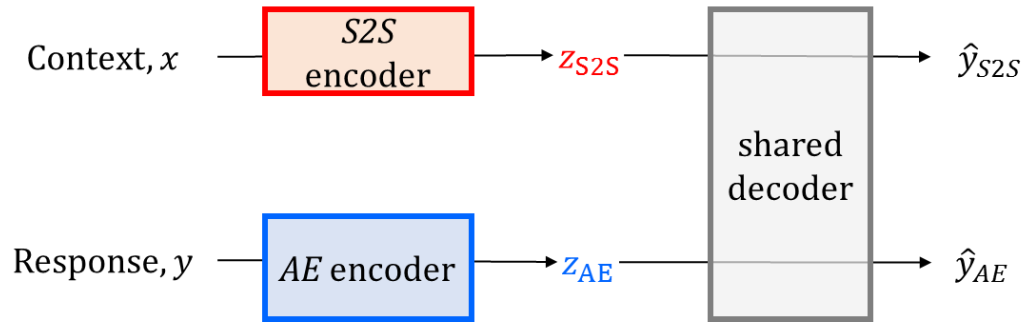 Context, x
S2S
encoder
z_S2S
ŷ_S2S
shared
decoder
Response, y
AE encoder
z_AE
ŷ_AE